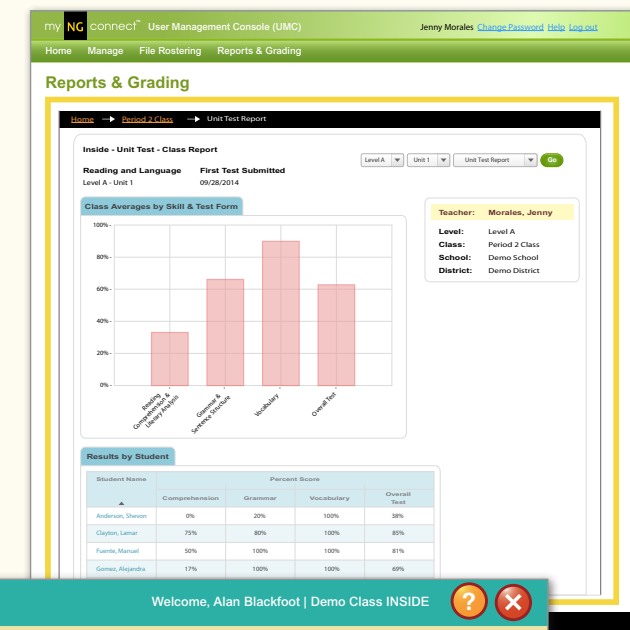 my NG connect™ User Management Console (UMC) Jenny Morales Change Password Help Log out
Home Manage File Rostering Reports & Grading
Reports & Grading
Home Period 2 Class Unit Test Report
Inside - Unit Test - Class Report
Level A Unit 1 Unit Test Report Go
Reading and Language First Test Submitted
Level A - Unit 1 09/28/2014
Class Averages by Skill & Test Form
100%
80%
60%
40%
20%
0%
Reading
Comprehension &
Literary Analysis
Grammar &
Sentence Structure
Vocabulary
Overall Test
Teacher: Morales, Jenny
Level: Level A
Class: Period 2 Class
School: Demo School
District: Demo District
Results by Student
Student Name Percent Score
Comprehension Grammar Vocabulary Overall
Test
Anderson, Shevon 0% 20% 100% 38%
Clayton, Lamar 75% 80% 100% 85%
Fuente, Manuel 50% 100% 100% 81%
Gomez, Alejandra 17% 100% 100% 69%
Welcome, Alan Blackfoot | Demo Class INSIDE ?